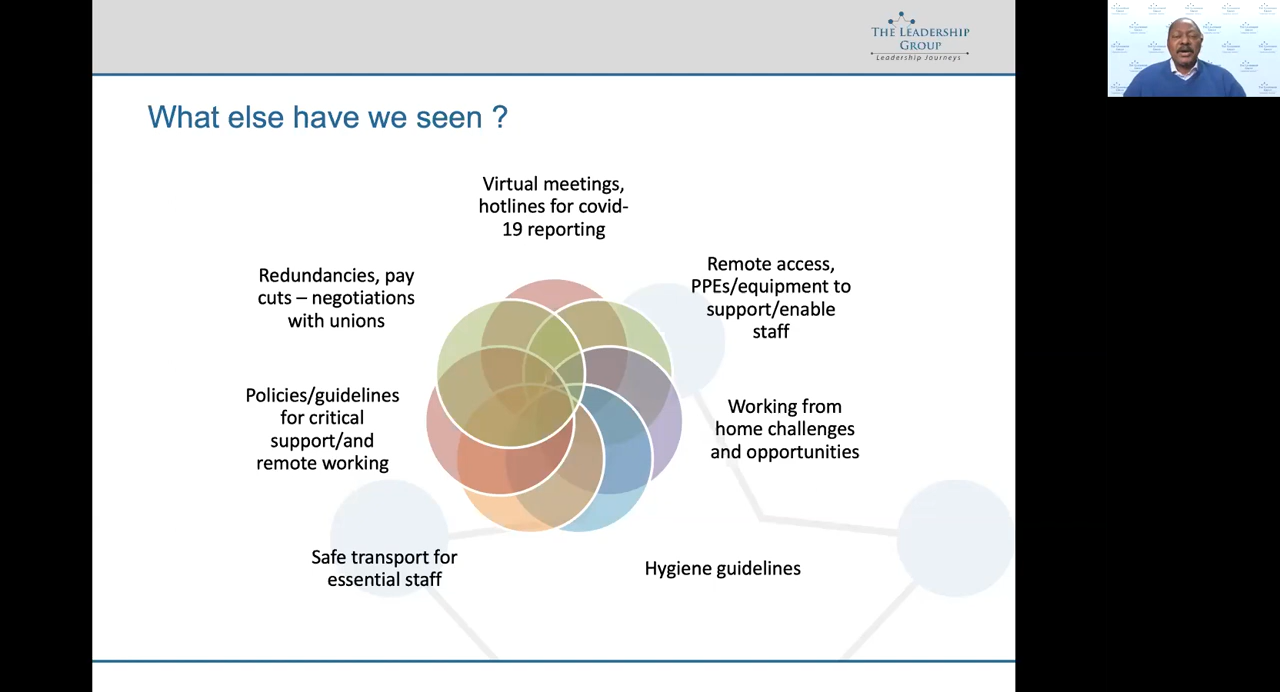 THE LEADERSHIP
GROUP
Leadership Journeys
What else have we seen ?
Virtual meetings,
hotlines for covid-
19 reporting
Remote access,
PPEs/equipment to
support/enable
staff
Working from
home challenges
and opportunities
Hygiene guidelines
Safe transport for
essential staff
Policies/guidelines
for critical
support/and
remote working
Redundancies, pay
cuts – negotiations
with unions